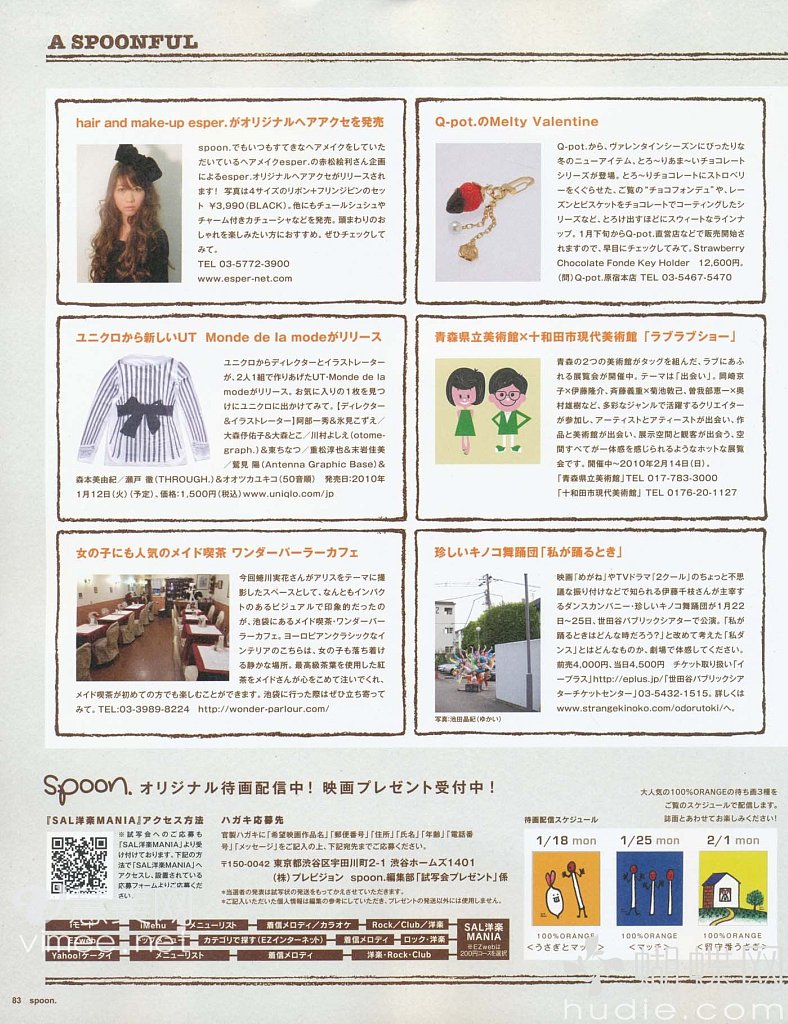 A SPOONFUL
hair and make-up esper.がオリジナルヘアアクセを発売
spoon.でもいつもすてきなヘアメイクをしていた
だいているヘアメイクesper.の赤松絵利さん企画
によるesper.オリジナルヘアアクセがリリースされ
ます! 写真は4サイズのリボン+フリンジピンのセッ
ト ¥3,990(BLACK)。他にもチュールシュシュや
チャーム付きカチューシャなどを発売。頭まわりのお
しゃれを楽しみたい方におすすめ。ぜひチェックして
みて。
TEL 03-5772-3900
www.esper-net.com
Q-pot.のMelty Valentine
Q-pot.から、ヴァレンタインシーズンにぴったりな
冬のニューアイテム、とろ〜りあま〜いチョコレート
シリーズが登場。とろ〜りチョコレートにストロベリ
ーをくぐらせた、ご覧の"チョコフォンデュ"や、レー
ズンとビスケットをチョコレートでコーティングしたシ
リーズなど、とろけ出すほどにスウィートなラインナ
ップ。1月下旬からQ-pot.直営店などで販売開始さ
れますので、早目にチェックしてみて。Strawberry
Chocolate Fonde Key Holder 12,600円。
(問)Q-pot.原宿本店 TEL 03-5467-5470
ユニクロから新しいUT Monde de la modeがリリース
ユニクロからディレクターとイラストレーター
が、2人1組で作りあげたUT・Monde de la
modeがリリース。お気に入りの1枚を見つ
けにユニクロに出かけてみて。【ディレクター
&イラストレーター】阿部一秀&氷見こずえ/
大森伃佑子&大森とこ/川村よしえ(otome-
graph.)&東ちなつ/重松淳也&末岩佳美
/鷲見 陽(Antenna Graphic Base)&
森本美由紀/瀬戸 徹(THROUGH.)&オオツカユキコ(50音順) 発売日:2010年
1月12日(火)(予定)、価格:1,500円(税込)www.uniqlo.com/jp
青森県立美術館×十和田市現代美術館 「ラブラブショー」
青森の2つの美術館がタッグを組んだ、ラブにあふ
れる展覧会が開催中。テーマは「出会い」。岡崎京
子×伊藤隆介、斉藤義重×菊池敦己、曽我部恵一×奥
村雄樹など、多彩なジャンルで活躍するクリエイター
が参加し、アーティストとアティーストが出会い、作
品と美術館が出会い、展示空間と観客が出会う、空
間すべてが一体感を感じられるようなホットな展覧
会です。開催中〜2010年2月14日(日)。
「青森県立美術館」TEL 017-783-3000
「十和田市現代美術館」 TEL 0176-20-1127
女の子にも人気のメイド喫茶 ワンダーパーラーカフェ
今回蜷川実花さんがアリスをテーマに撮
影したスペースとして、なんともインパク
トのあるビジュアルで印象的だったの
が、池袋にあるメイド喫茶・ワンダーパー
ラーカフェ。ヨーロピアンクラシックなイ
ンテリアのこちらは、女の子も落ち着け
る静かな場所。最高級茶葉を使用した紅
茶をメイドさんが心をこめて注いでくれ、
メイド喫茶が初めての方でも楽しむことができます。池袋に行った際はぜひ立ち寄って
みて。TEL:03-3989-8224 http://wonder-parlour.com/
珍しいキノコ舞踊団「私が踊るとき」
映画「めがね」やTVドラマ「2クール」のちょっと不思
議な振り付けなどで知られる伊藤千枝さんが主宰す
るダンスカンパニー・珍しいキノコ舞踊団が1月22
日〜25日、世田谷パブリックシアターで公演。「私が
踊るときはどんな時だろう?」と改めて考えた「私ダ
ンス」とはどんなものか、劇場で体感してください。
前売4,000円、当日4,500円 チケット取り扱い「イ
ープラス」http://eplus.jp/「世田谷パブリックシア
ターチケットセンター」03-5432-1515。詳しくは
www.strangekinoko.com/odorutoki/へ。
写真:池田晶紀(ゆかい)
spoon. オリジナル待画配信中! 映画プレゼント受付中!
『SAL洋楽MANIA』アクセス方法
※試写会へのご応募も
「SAL洋楽MANIA」より受
け付けております。下記の方
法で「SAL洋楽MANIA」へ
アクセスし、設置されている
応募フォームよりご応募くだ
さい。
ハガキ応募先
官製ハガキに「希望映画作品名」「郵便番号」「住所」「氏名」「年齢」「電話番
号」「メッセージ」をご記入の上、下記宛先までご応募ください。
〒150-0042 東京都渋谷区宇田川町2-1 渋谷ホームズ1401
(株)プレビジョン spoon.編集部「試写会プレゼント」係
*当選者の発表は試写状の発送をもってかえさせていただきます。
*ご記入いただいた個人情報は編集の参考にしていただき、プレゼントの発送以外には使用しません。
iモード iMenu メニューリスト 着信メロディ/カラオケ Rock/Club/洋楽
EZweb トップメニュー カテゴリで探す(EZインターネット) 着信メロディ ロック・洋楽
Yahoo!ケータイ メニューリスト 着信メロディ 洋楽・Rock・Club
SAL洋楽
MANIA
※EZwebは
200円コースを選択
大人気の100%ORANGEの待ち画3種を
ご覧のスケジュールで配信します。
誌面とあわせてお楽しみください!
待画配信スケジュール
1/18 mon
1/25 mon
2/1 mon
100%ORANGE
<うさぎとマッチ>
100%ORANGE
<マッチ>
100%ORANGE
<留守番うさぎ>
83 spoon.
hudie.com